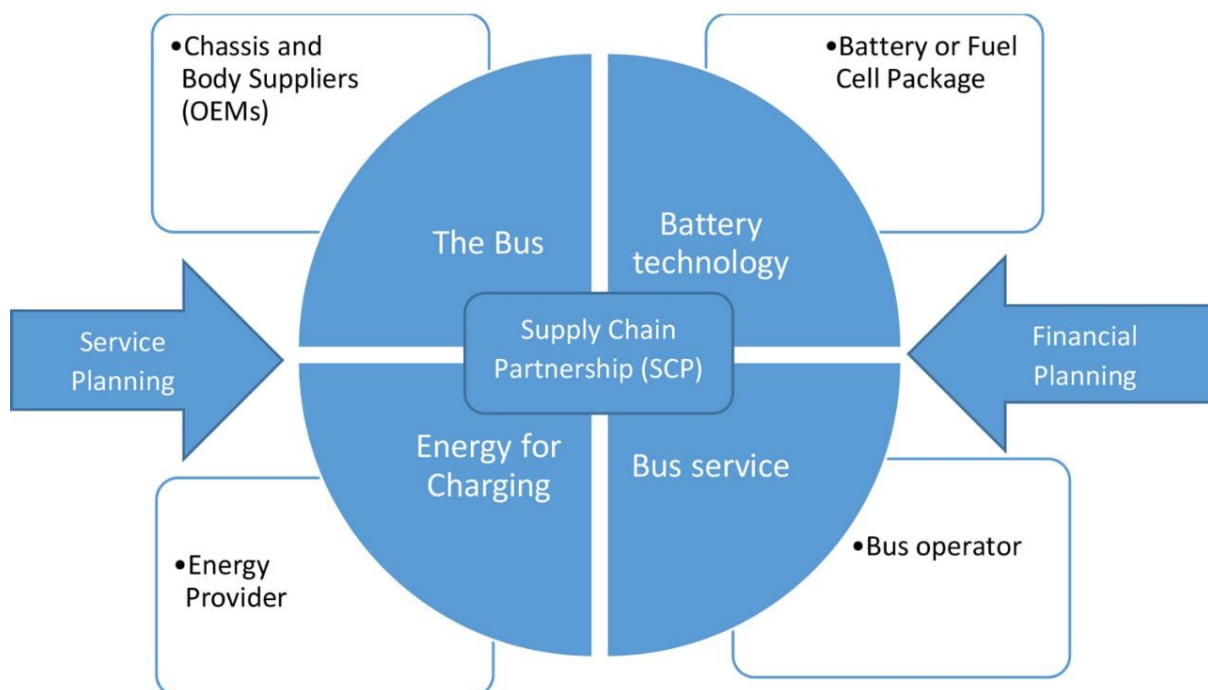 •Chassis and
Body Suppliers
(OEMs)
•Battery or Fuel
Cell Package
The Bus
Battery
technology
Service
Planning
Supply Chain
Partnership (SCP)
Financial
Planning
Energy for
Charging
Bus service
•Energy
Provider
•Bus operator